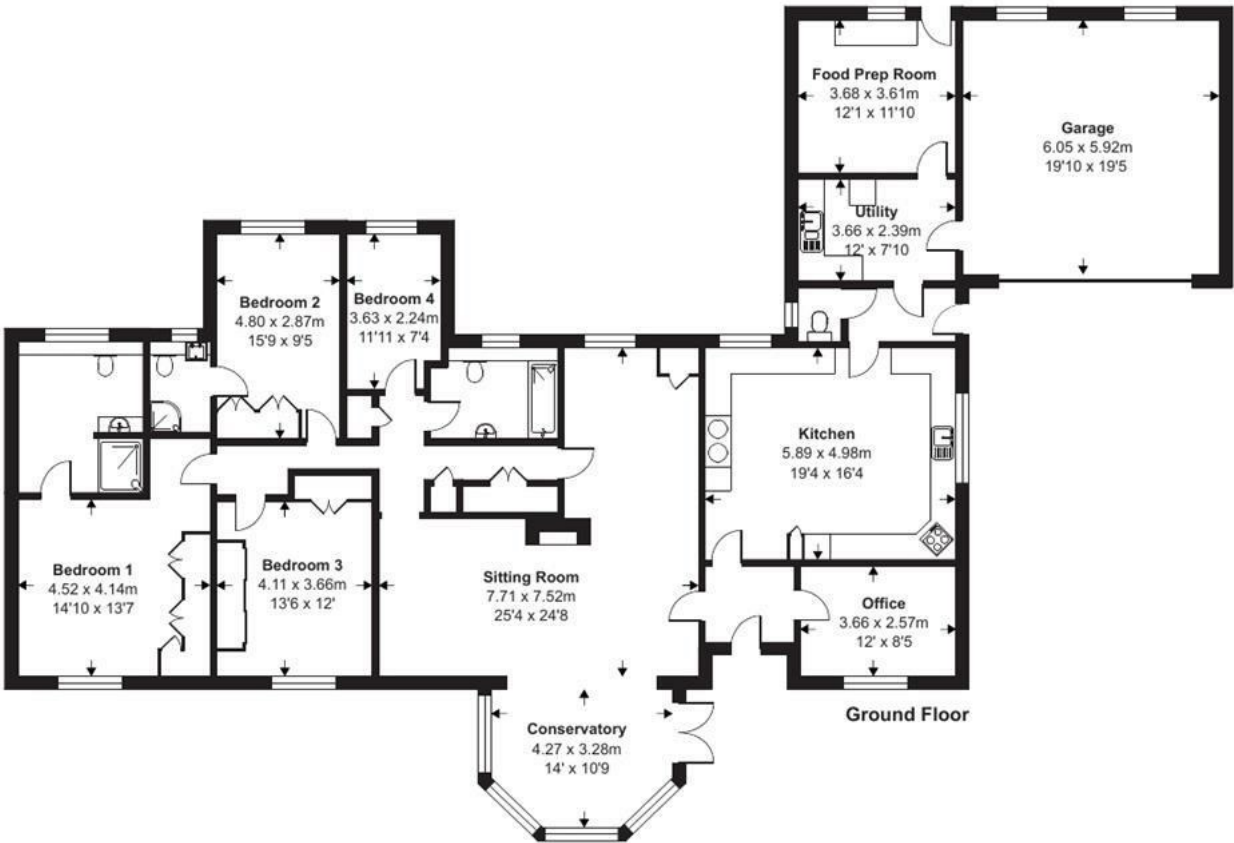 Food Prep Room
3.68 x 3.61m
12'1 x 11'10
Garage
6.05 x 5.92m
19'10 x 19'5
Utility
3.66 x 2.39m
12' x 7'10
Bedroom 2
4.80 x 2.87m
15'9 x 9'5
Bedroom 4
3.63 x 2.24m
11'11 x 7'4
Kitchen
5.89 x 4.98m
19'4 x 16'4
Bedroom 1
4.52 x 4.14m
14'10 x 13'7
Bedroom 3
4.11 x 3.66m
13'6 x 12'
Sitting Room
7.71 x 7.52m
25'4 x 24'8
Office
3.66 x 2.57m
12' x 8'5
Ground Floor
Conservatory
4.27 x 3.28m
14' x 10'9